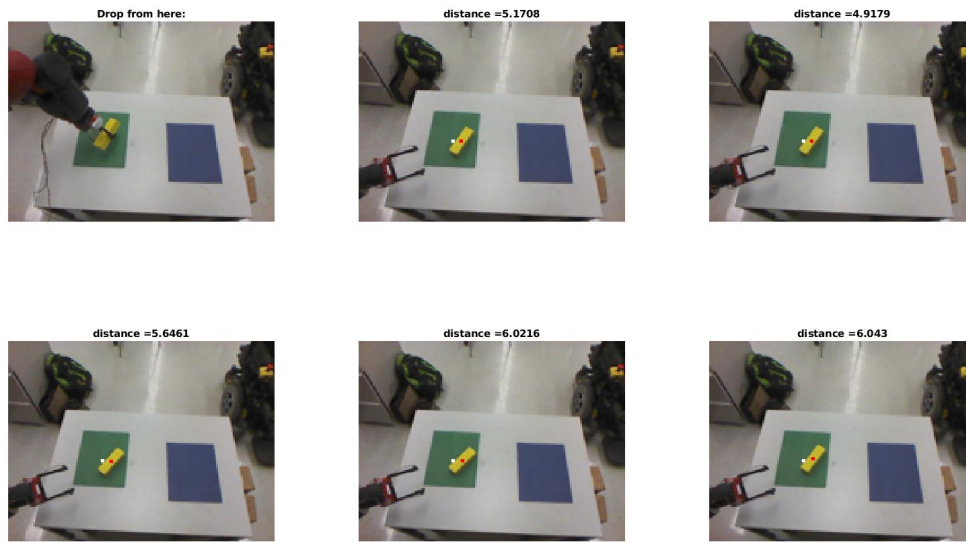 Drop from here:
distance =5.1708
distance =4.9179
distance =5.6461
distance =6.0216
distance =6.043